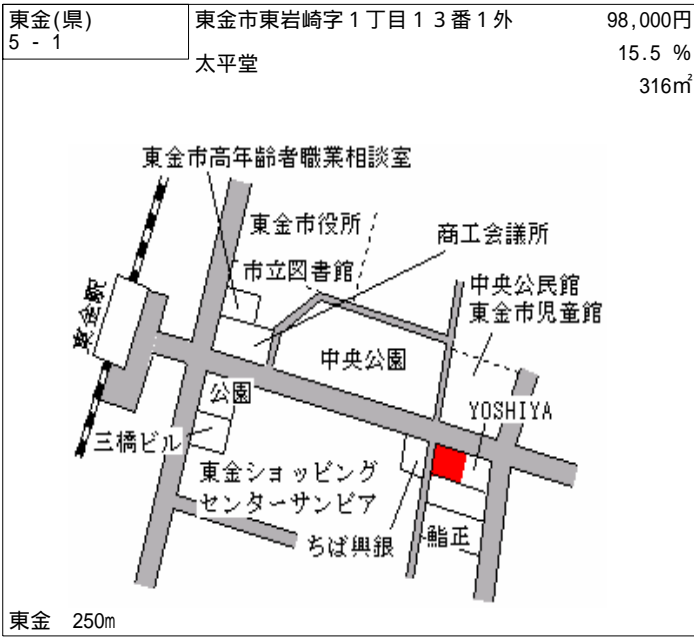 東金(県)
5 - 1
東金市東岩崎字1丁目13番1外
太平堂
98,000円
15.5 %
316㎡
東金市高年齢者職業相談室
東金市役所
商工会議所
市立図書館
中央公民館
東金市児童館
東金駅
中央公園
公園
YOSHIYA
三橋ビル
東金ショッピング
センターサンピア
ちば興銀
鮨正
東金 250m